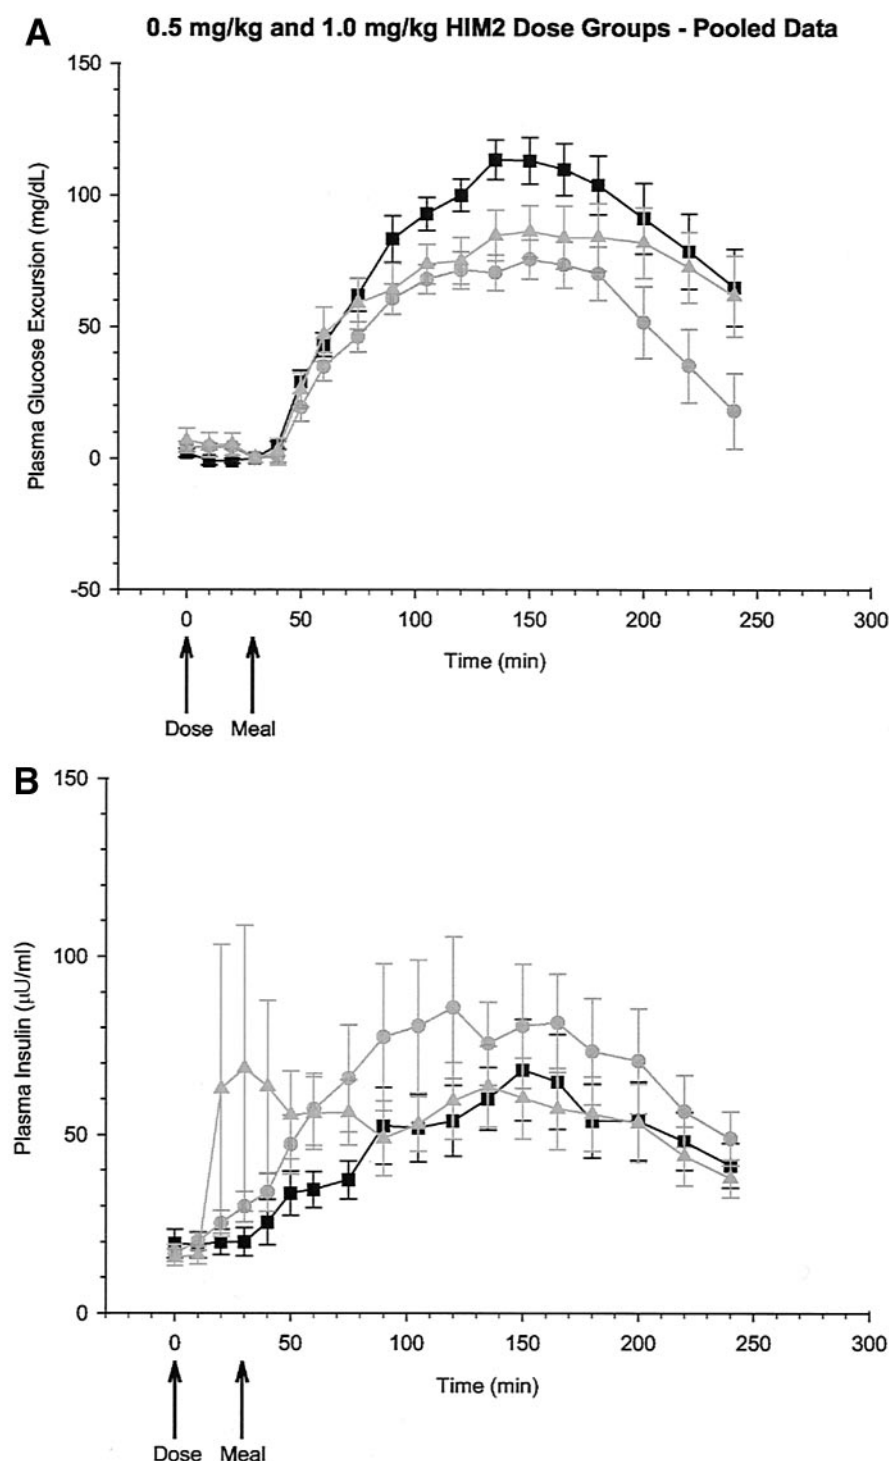 A
0.5 mg/kg and 1.0 mg/kg HIM2 Dose Groups - Pooled Data
150
100
50
0
-50
Plasma Glucose Excursion (mg/dL)
0 50 100 150 200 250 300
Time (min)
Dose Meal
B
150
100
50
0
Plasma Insulin (μU/ml)
0 50 100 150 200 250 300
Time (min)
Dose Meal